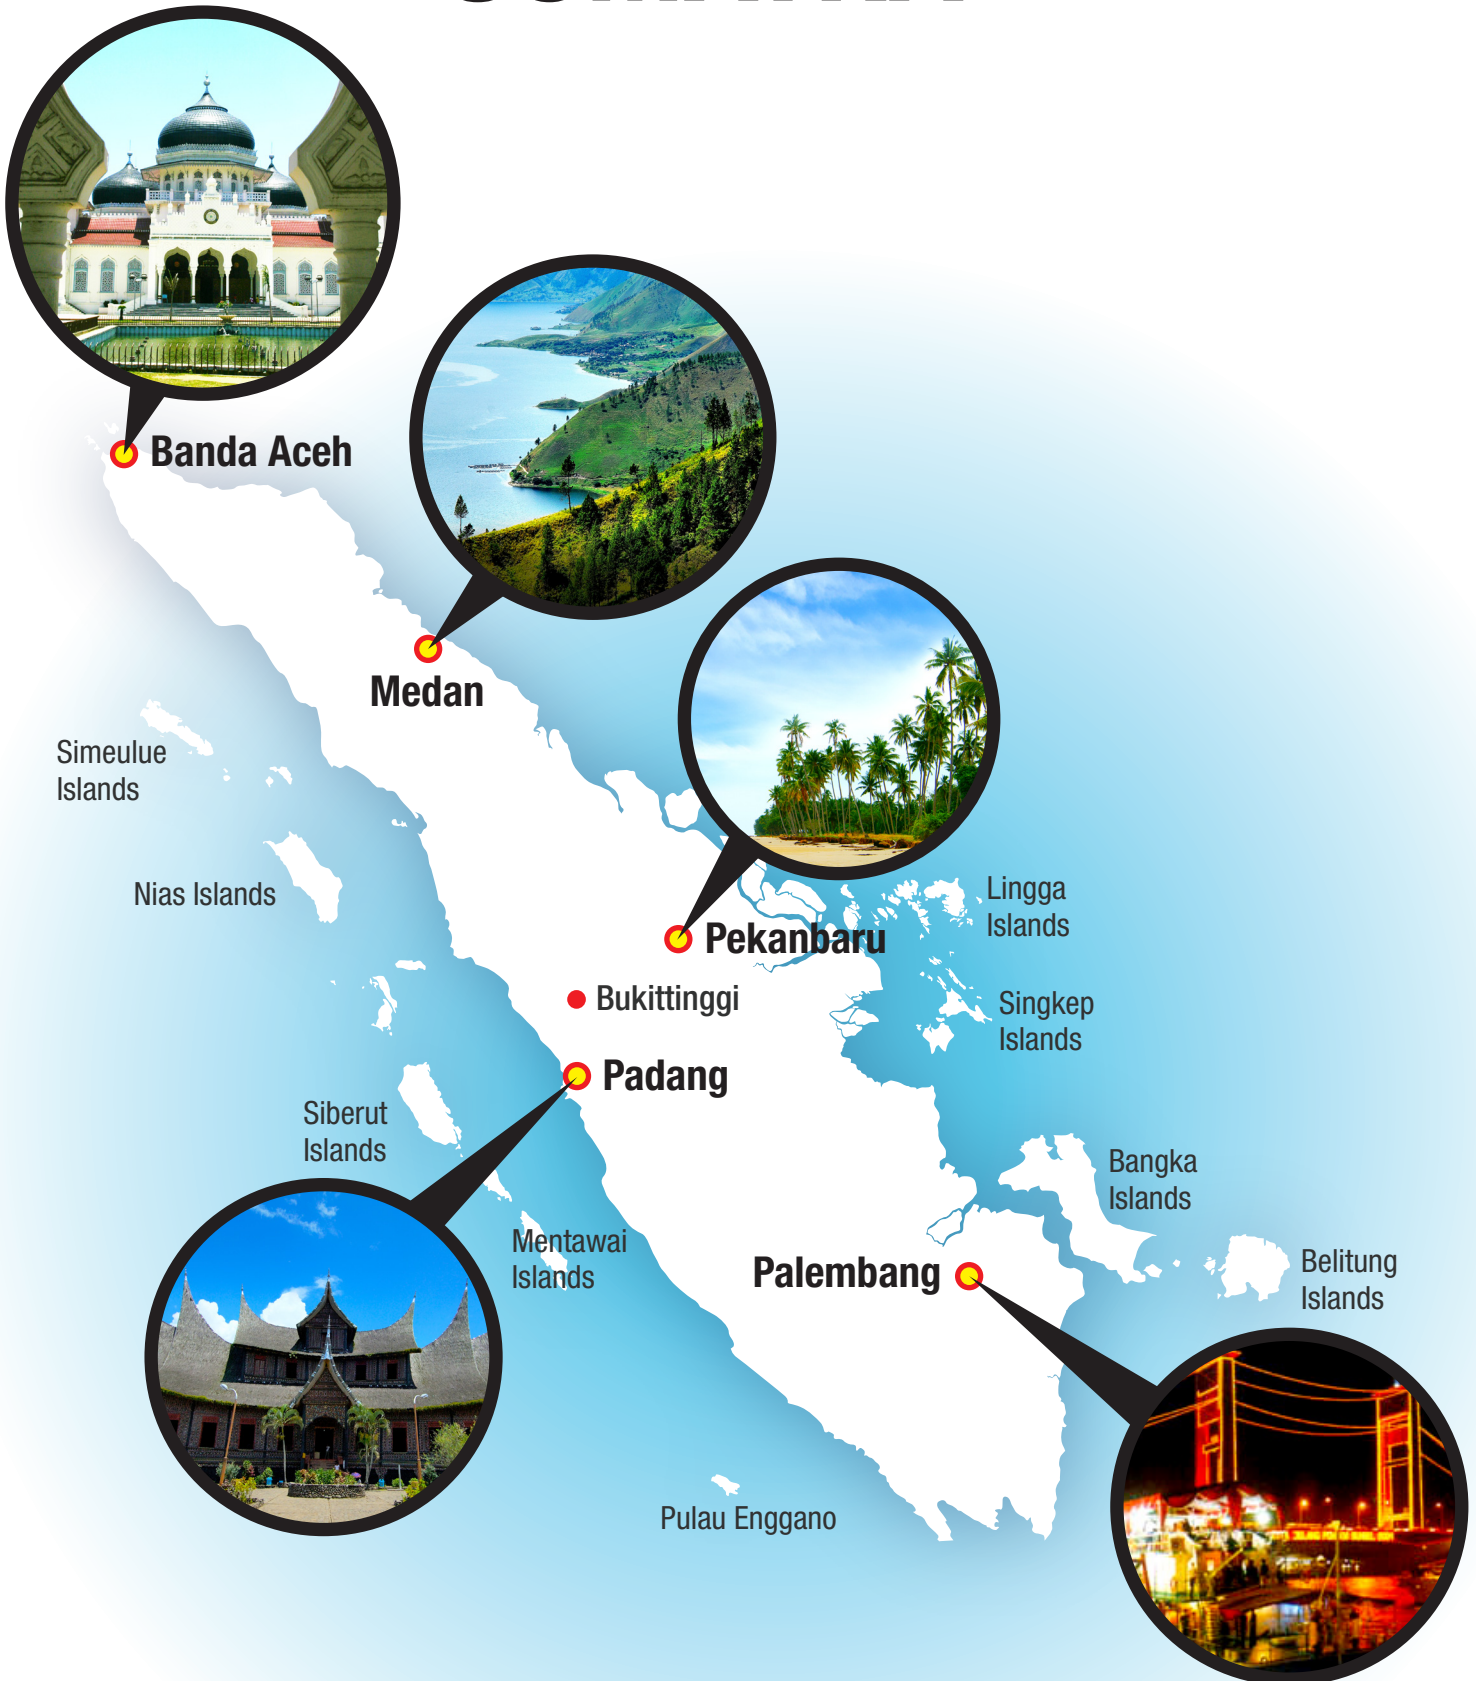 Banda Aceh
Medan
Simeulue
Islands
Nias Islands
Lingga
Islands
Pekanbaru
Bukittinggi
Singkep
Islands
Padang
Siberut
Islands
Bangka
Islands
Mentawai
Islands
Palembang
Belitung
Islands
Pulau Enggano